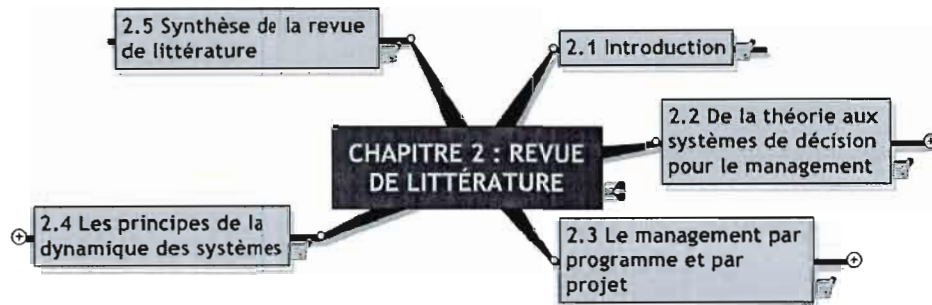 CHAPITRE 2 : REVUE
DE LITTÉRATURE
2.1 Introduction
2.2 De la théorie aux
systèmes de décision
pour le management
2.3 Le management par
programme et par
projet
2.4 Les principes de la
dynamique des systèmes
2.5 Synthèse de la revue
de littérature